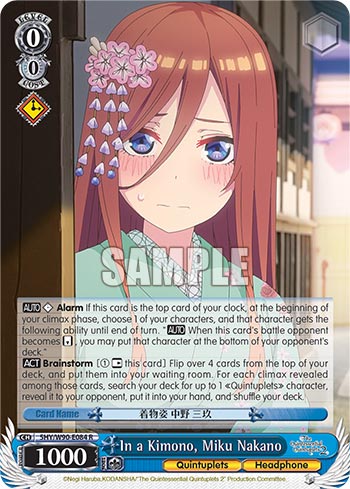 LEVEL
0
0
COST
SAMPLE
AUTO Alarm If this card is the top card of your clock, at the beginning of
your climax phase, choose 1 of your characters, and that character gets the
following ability until end of turn. "AUTO When this card's battle opponent
becomes [ ], you may put that character at the bottom of your opponent's
deck."
ACT Brainstorm [① this card] Flip over 4 cards from the top of your
deck, and put them into your waiting room. For each climax revealed
among those cards, search your deck for up to 1 «Quintuplets» character,
reveal it to your opponent, put it into your hand, and shuffle your deck.
Card Name
着物姿 中野 三玖
CH
5HY/W90-E084 R
In a Kimono, Miku Nakano
The Quintessential Quintuplets
POWER
1000
Quintuplets
Headphone
©Negi Haruba,KODANSHA/"The Quintessential Quintuplets 2" Production Committee